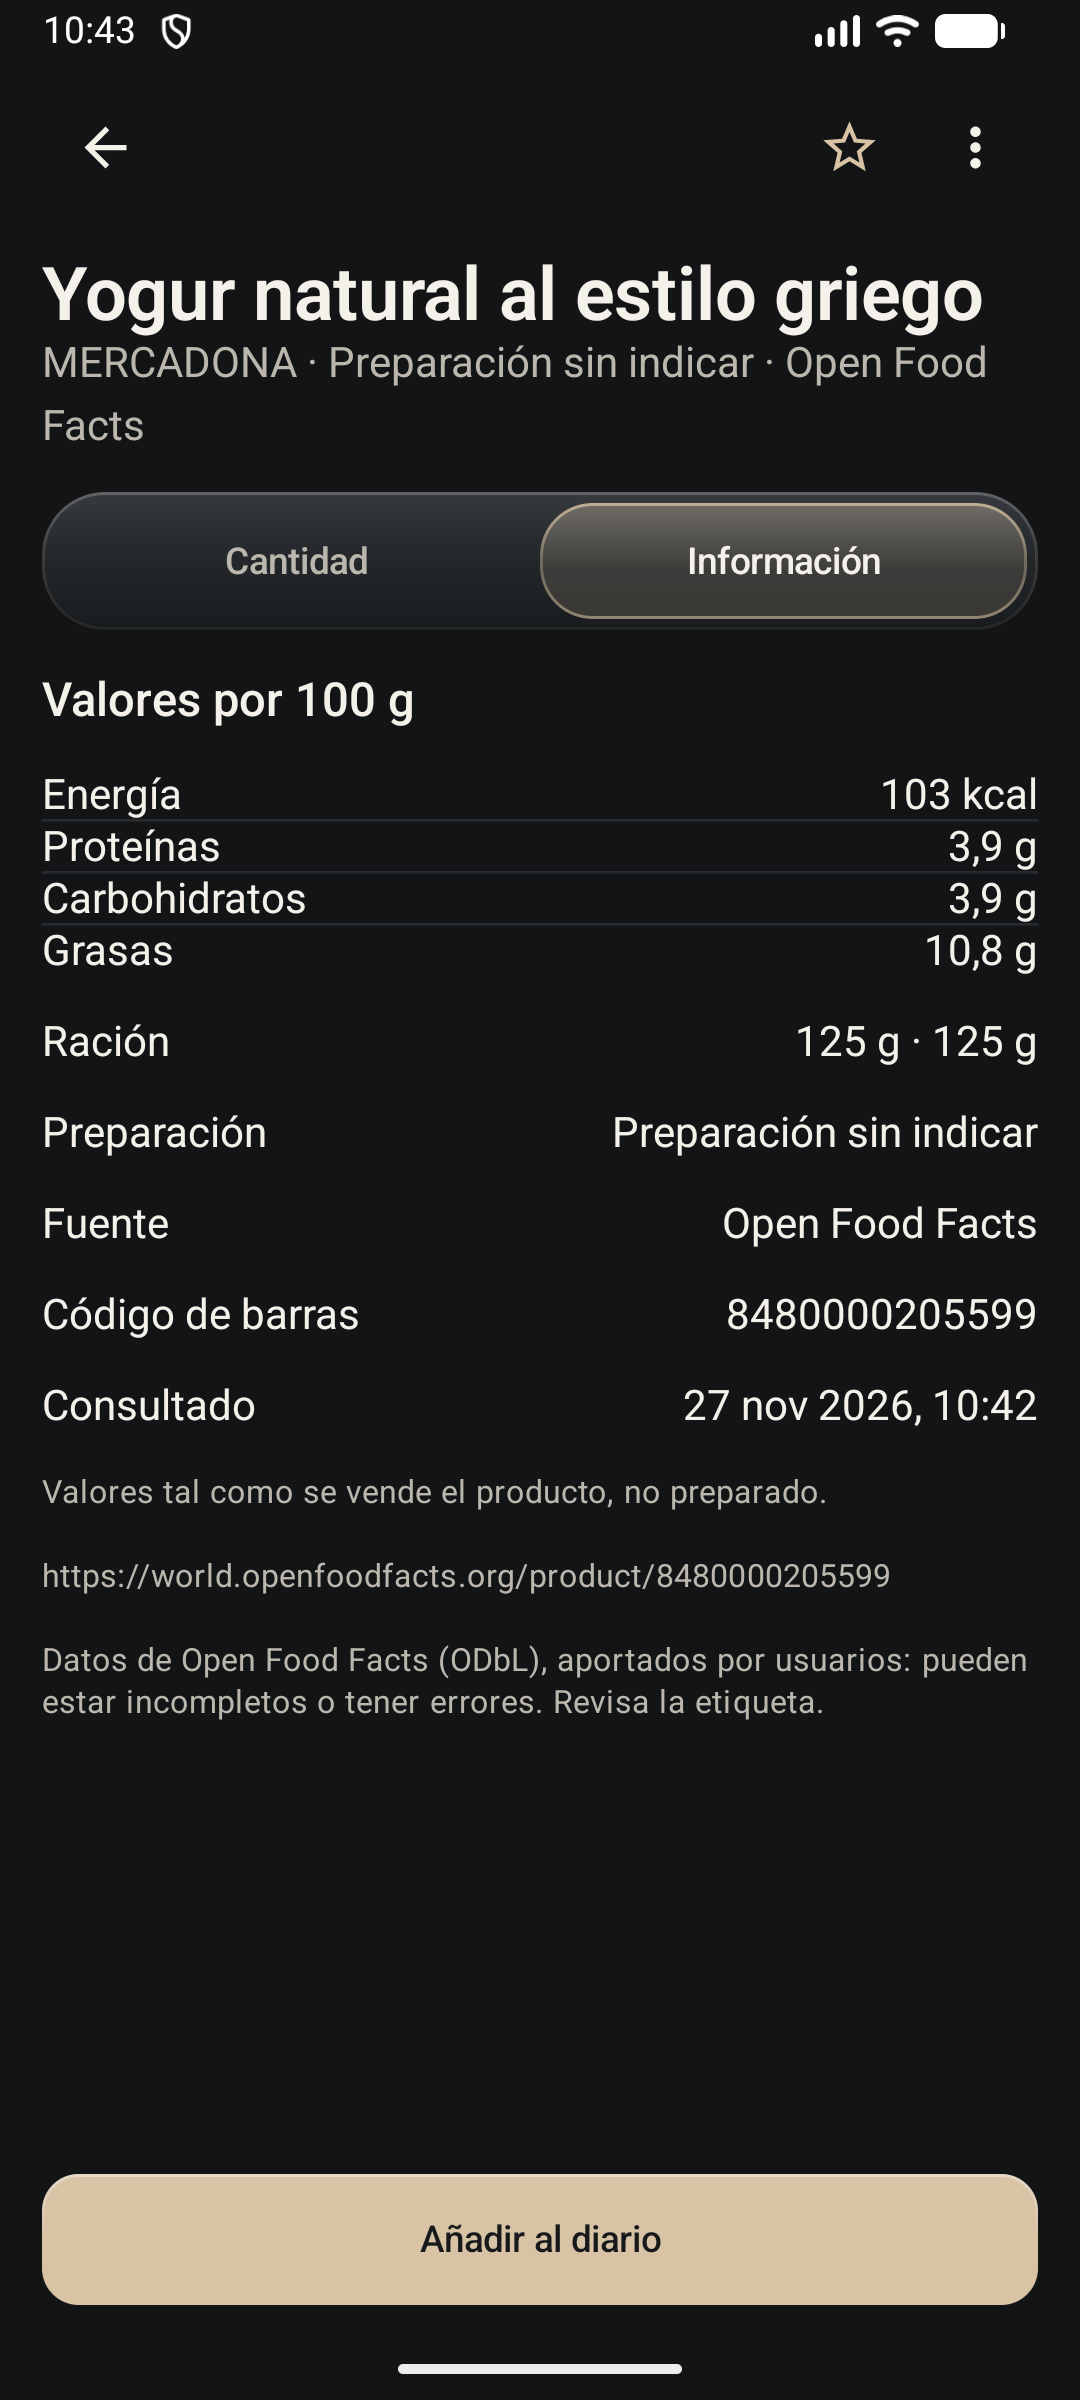 10:43
Yogur natural al estilo griego
MERCADONA · Preparación sin indicar · Open Food
Facts
Cantidad
Información
Valores por 100 g
Energía 103 kcal
Proteínas 3,9 g
Carbohidratos 3,9 g
Grasas 10,8 g
Ración 125 g · 125 g
Preparación Preparación sin indicar
Fuente Open Food Facts
Código de barras 8480000205599
Consultado 27 nov 2026, 10:42
Valores tal como se vende el producto, no preparado.
https://world.openfoodfacts.org/product/8480000205599
Datos de Open Food Facts (ODbL), aportados por usuarios: pueden
estar incompletos o tener errores. Revisa la etiqueta.
Añadir al diario